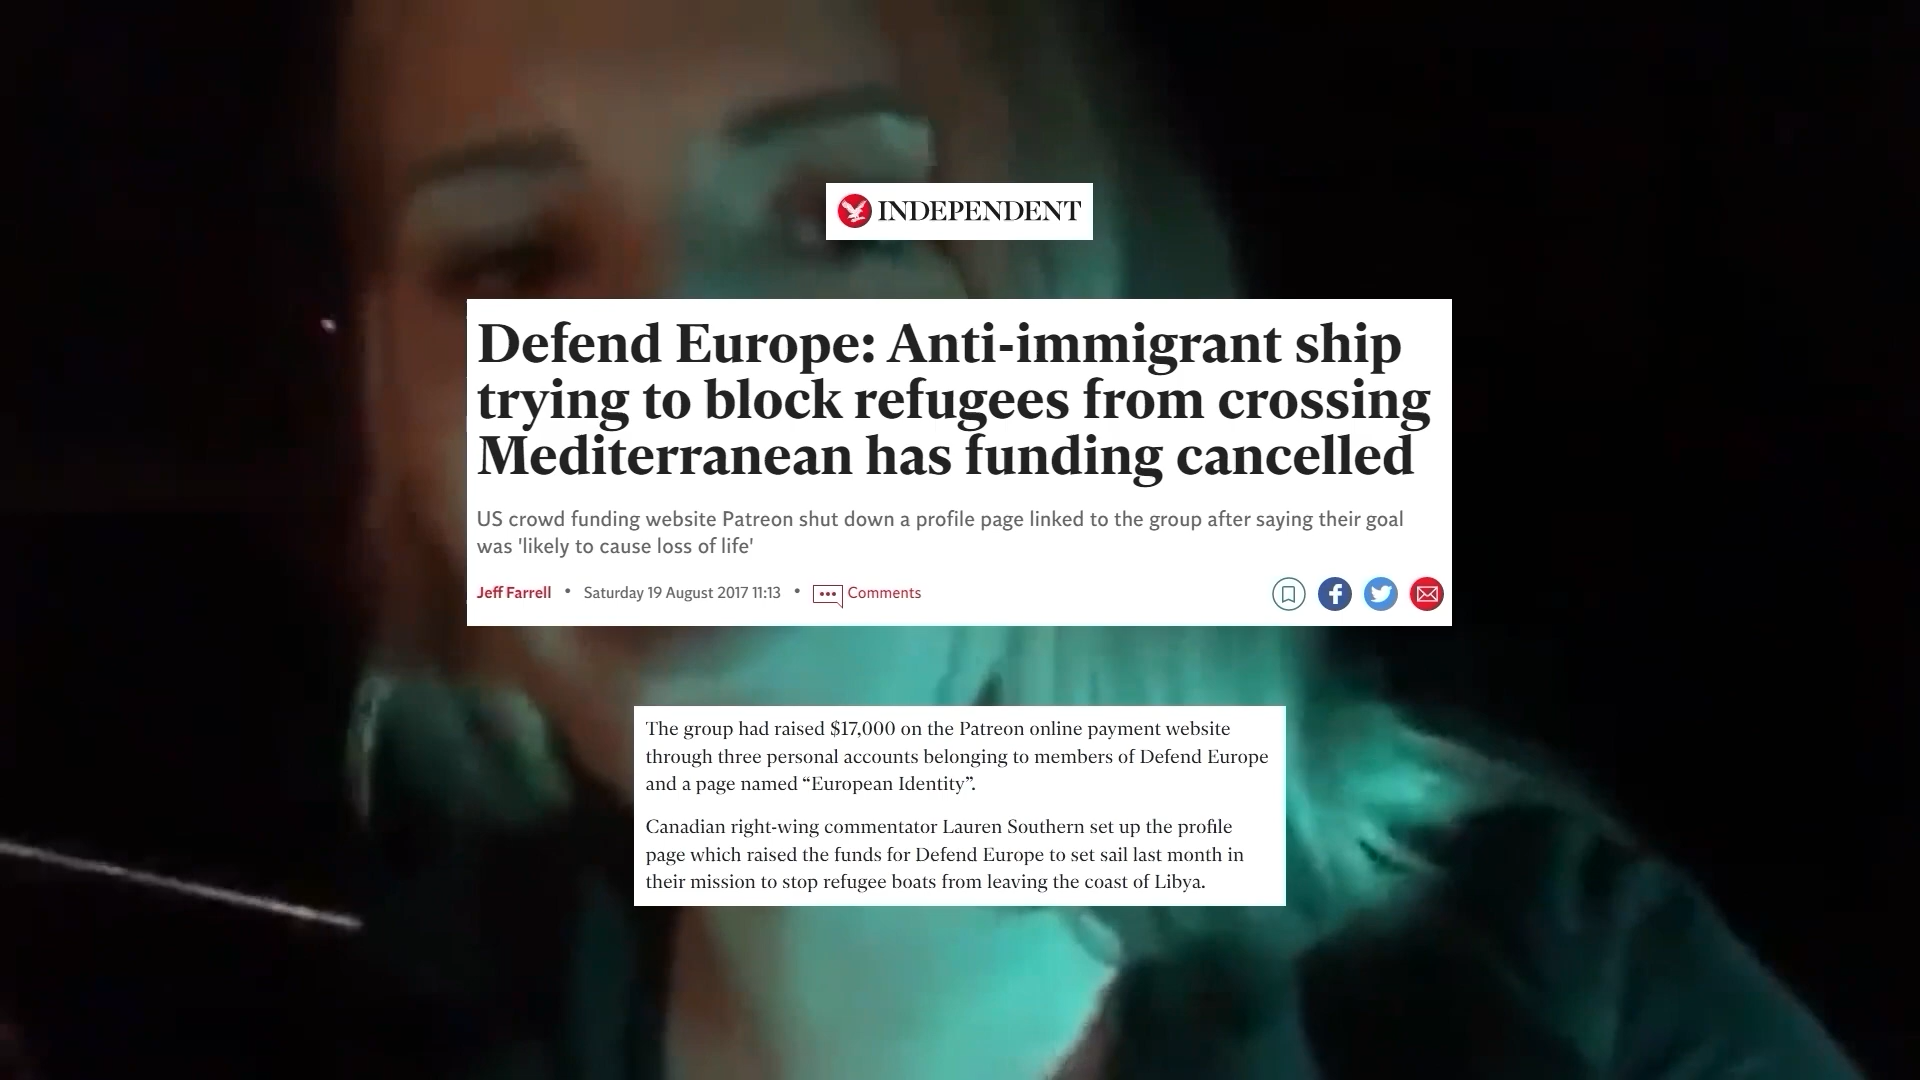 INDEPENDENT
Defend Europe: Anti-immigrant ship
trying to block refugees from crossing
Mediterranean has funding cancelled
US crowd funding website Patreon shut down a profile page linked to the group after saying their goal
was 'likely to cause loss of life'
Jeff Farrell • Saturday 19 August 2017 11:13 • Comments
The group had raised $17,000 on the Patreon online payment website
through three personal accounts belonging to members of Defend Europe
and a page named “European Identity”.
Canadian right-wing commentator Lauren Southern set up the profile
page which raised the funds for Defend Europe to set sail last month in
their mission to stop refugee boats from leaving the coast of Libya.